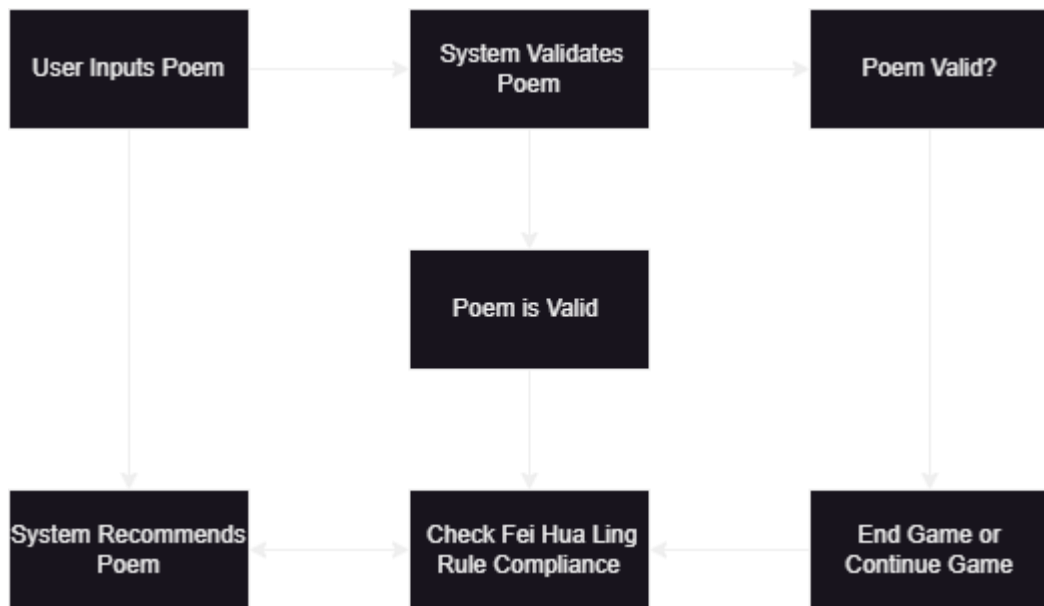 User Inputs Poem
System Validates
Poem
Poem Valid?
Poem is Valid
System Recommends
Poem
Check Fei Hua Ling
Rule Compliance
End Game or
Continue Game